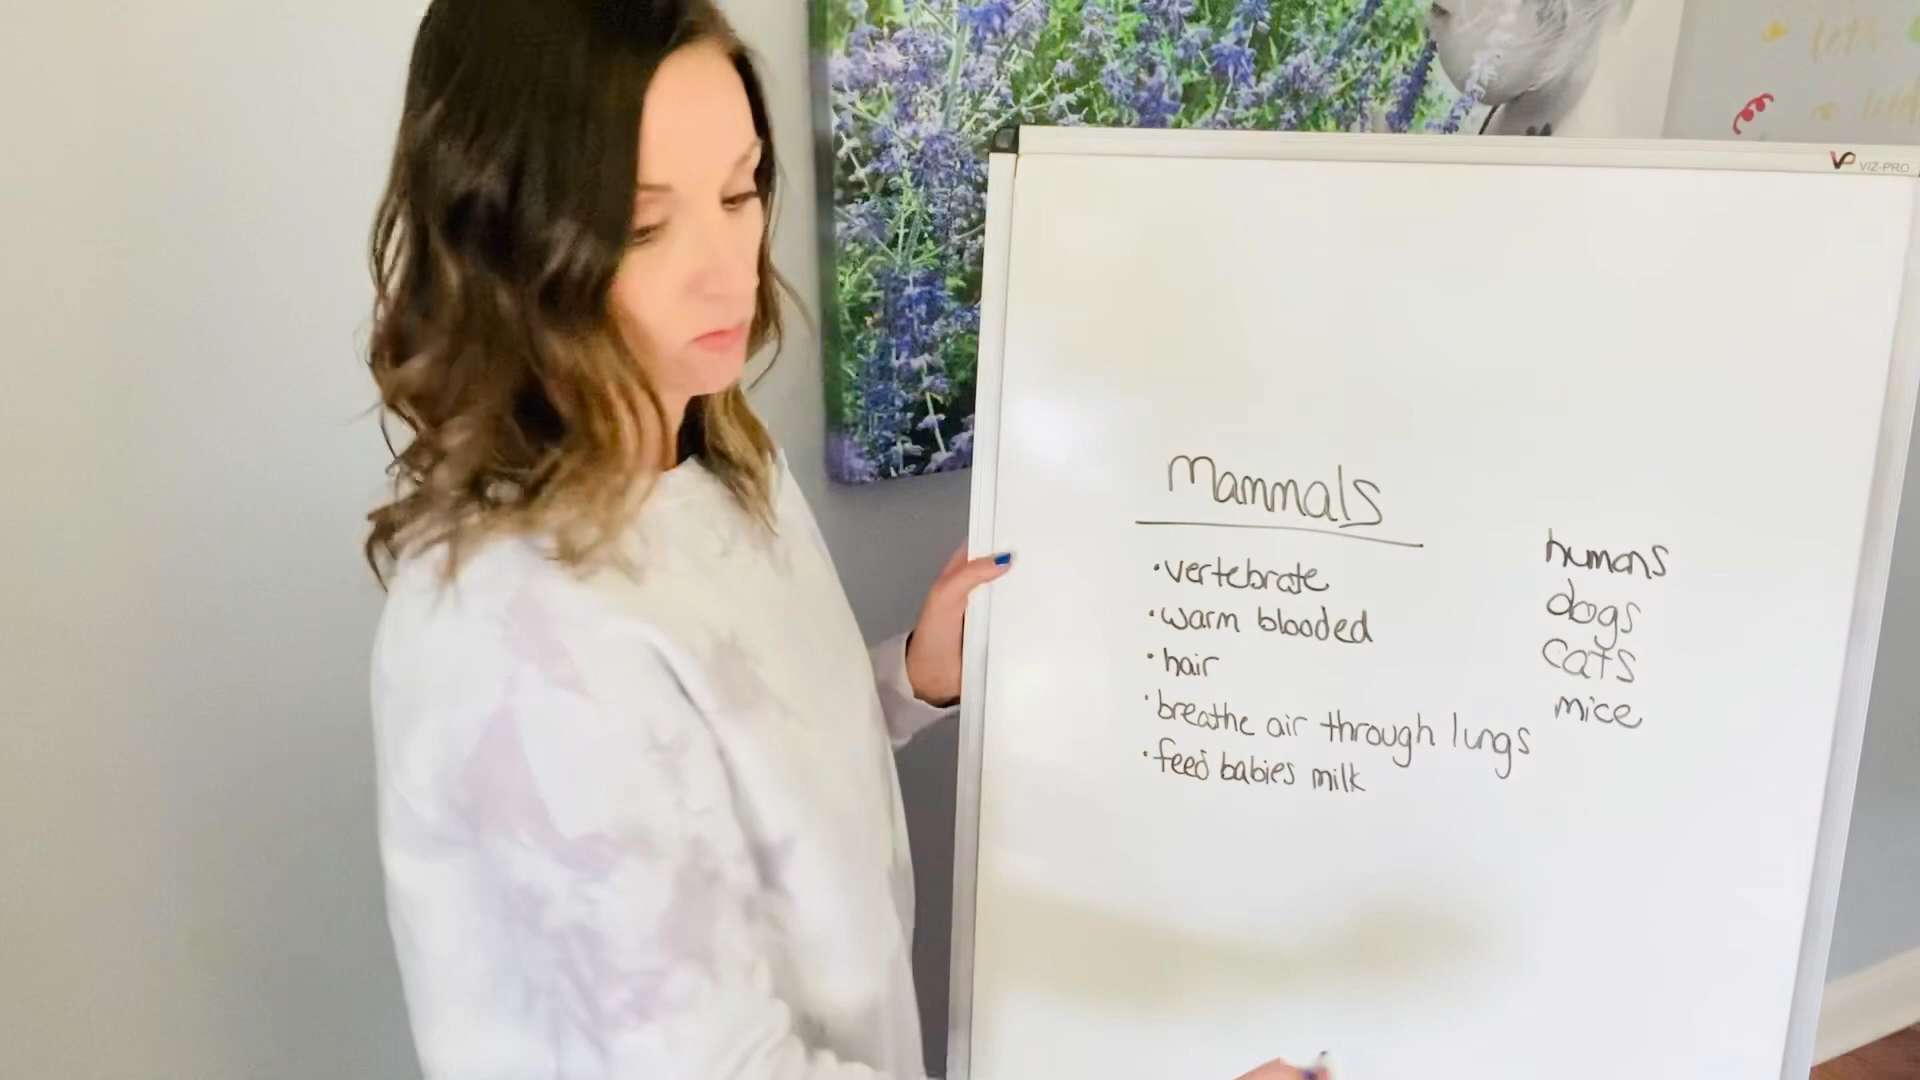 VIZ-PRO
Mammals
·vertebrate
·warm blooded
·hair
·breathe air through lungs
·feed babies milk
humans
dogs
cats
mice